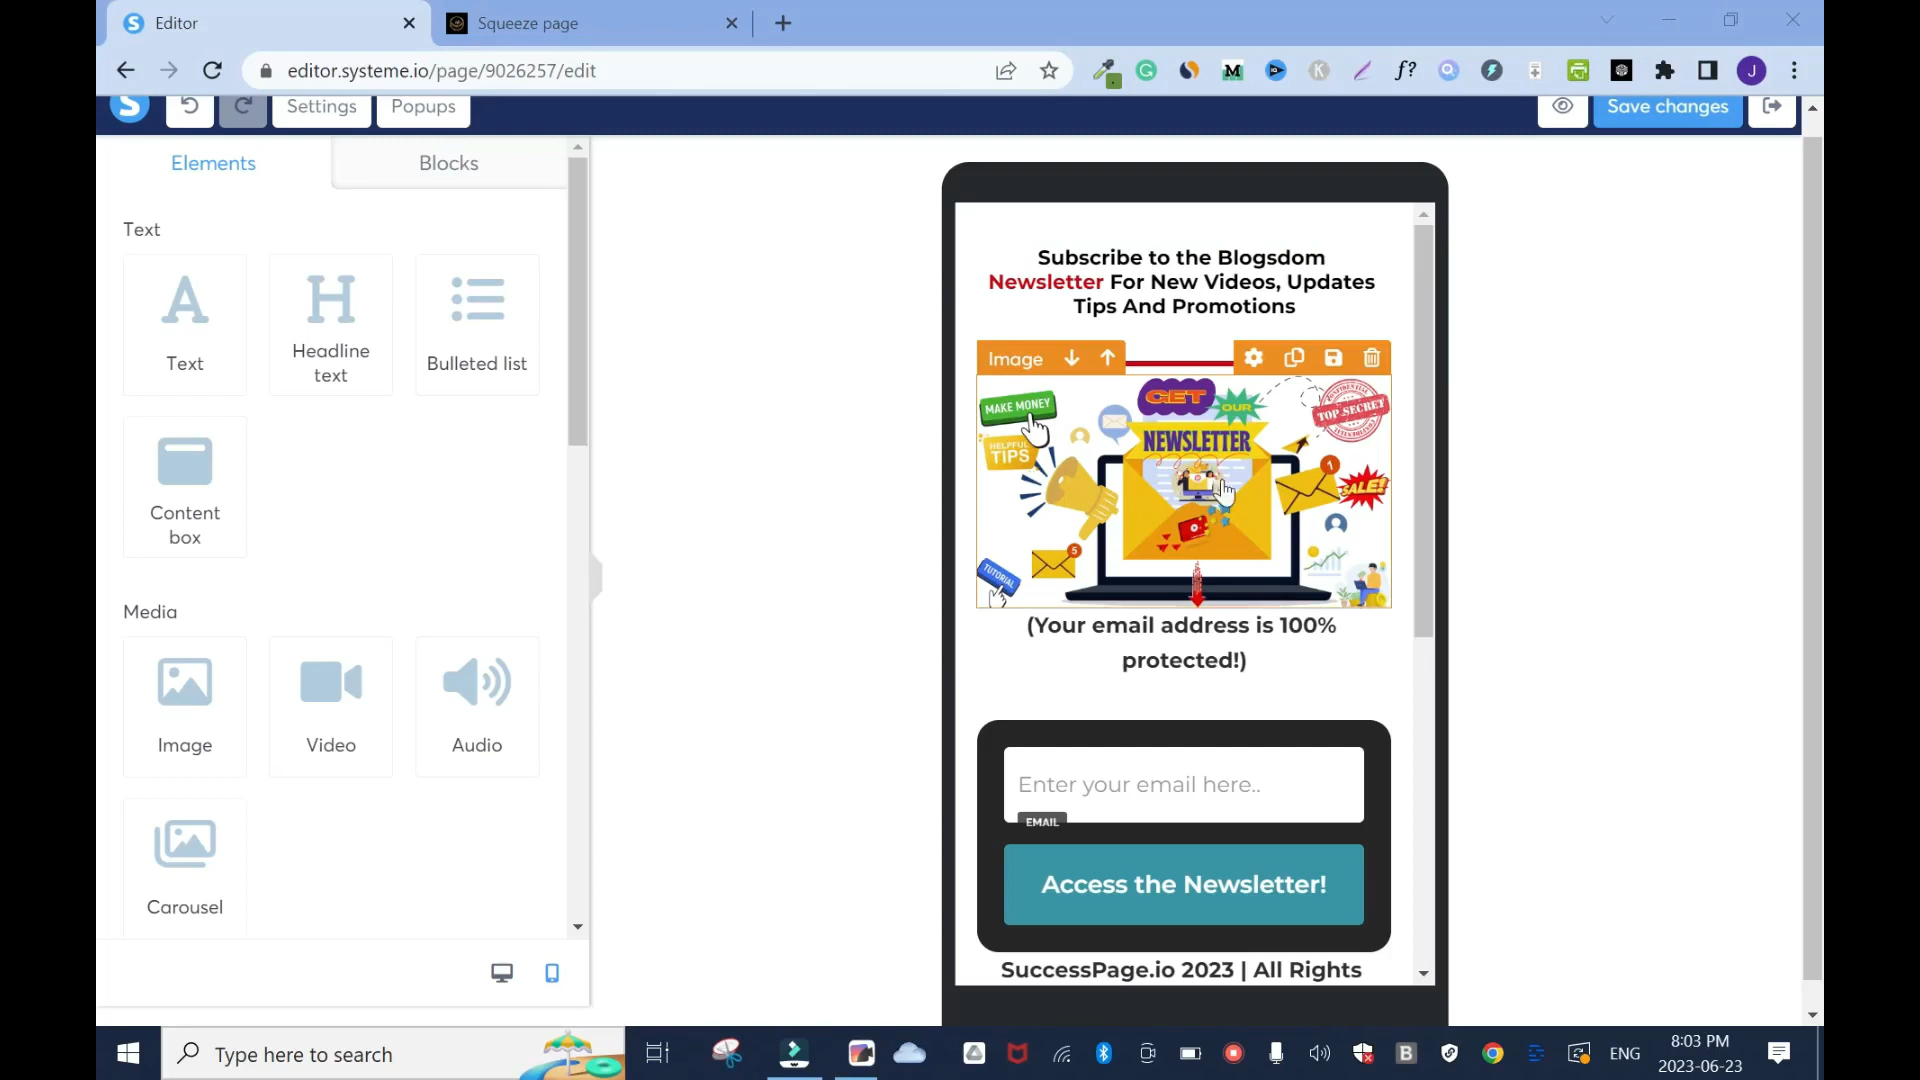 Editor
Squeeze page
editor.systeme.io/page/9026257/edit
Settings
Popups
Save changes
Elements
Blocks
Text
Text
Headline
text
Bulleted list
Content
box
Media
Image
Video
Audio
Carousel
Subscribe to the Blogsdom
Newsletter For New Videos, Updates
Tips And Promotions
Image
MAKE MONEY
GET
OUR
CONFIDENTIAL
TOP SECRET
HELPFUL
TIPS
NEWSLETTER
1
SALE!
5
TUTORIAL
(Your email address is 100%
protected!)
Enter your email here..
EMAIL
Access the Newsletter!
SuccessPage.io 2023 | All Rights
Type here to search
ENG
8:03 PM
2023-06-23